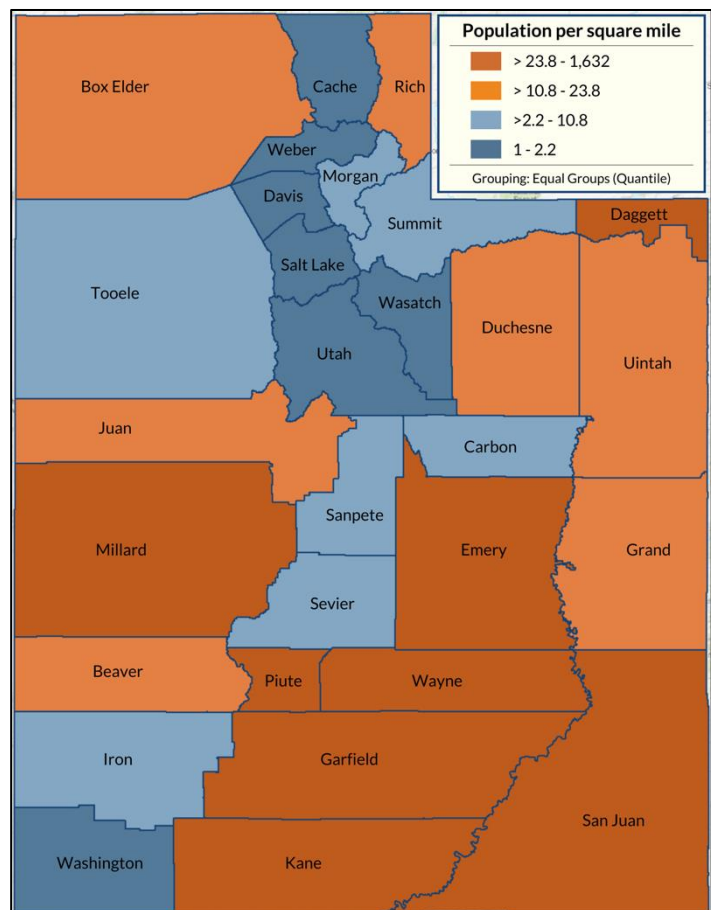 Population per square mile
> 23.8 - 1,632
> 10.8 - 23.8
>2.2 - 10.8
1 - 2.2
Grouping: Equal Groups (Quantile)
Box Elder
Cache
Rich
Weber
Morgan
Davis
Summit
Daggett
Salt Lake
Tooele
Wasatch
Duchesne
Utah
Uintah
Juan
Carbon
Sanpete
Millard
Emery
Grand
Sevier
Beaver
Piute
Wayne
Iron
Garfield
San Juan
Washington
Kane